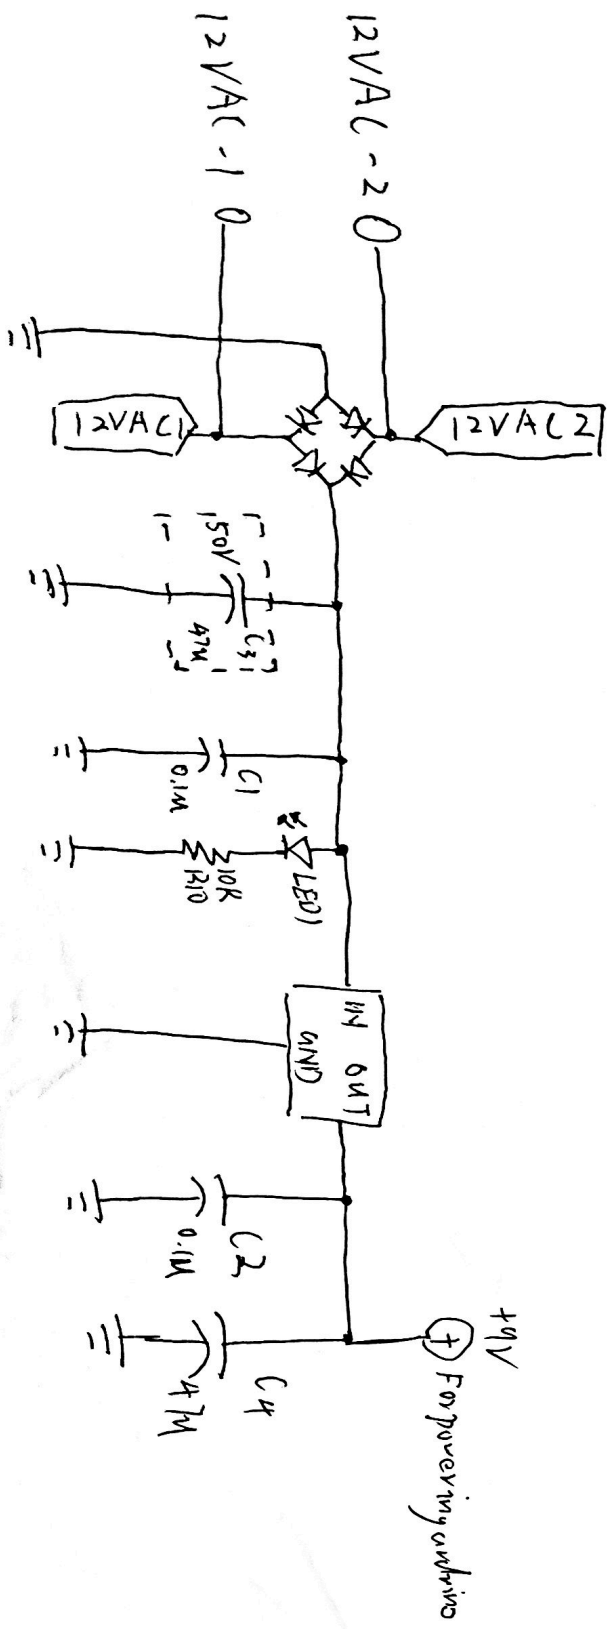 12VAC-2
12VAC-1
12VAC2
12VAC1
C3
47u
50V
C1
0.1u
LED1
10K
R10
IN OUT
GND
C2
0.1u
C4
47u
+9V
+
For powering arduino